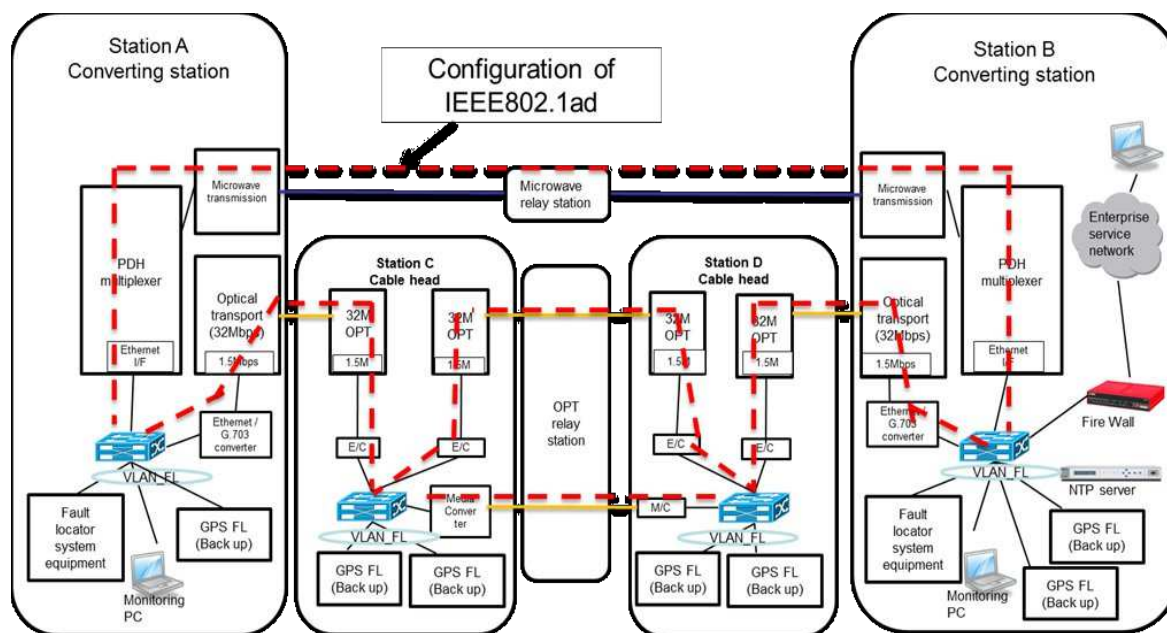 Station A
Converting station
Configuration of
IEEE802.1ad
Station B
Converting station
Microwave
transmission
Microwave
relay station
Microwave
transmission
Enterprise
service
network
PDH
multiplexer
Ethernet
I/F
Optical
transport
(32Mbps)
1.5Mbps
Ethernet /
G.703
converter
Station C
Cable head
32M
OPT
1.5M
32M
OPT
1.5M
E/C
E/C
OPT
relay
station
Station D
Cable head
32M
OPT
1.5M
32M
OPT
1.5M
E/C
E/C
Optical
transport
(32Mbps)
1.5Mbps
Ethernet /
G.703
converter
PDH
multiplexer
Ethernet
I/F
Fire Wall
NTP server
VLAN_FL
Fault
locator
system
equipment
GPS FL
(Back up)
Monitoring
PC
Media
Conver
ter
VLAN_FL
GPS FL
(Back up)
GPS FL
(Back up)
M/C
VLAN_FL
GPS FL
(Back up)
GPS FL
(Back up)
VLAN_FL
Fault
locator
system
equipment
GPS FL
(Back up)
GPS FL
(Back up)
Monitoring
PC